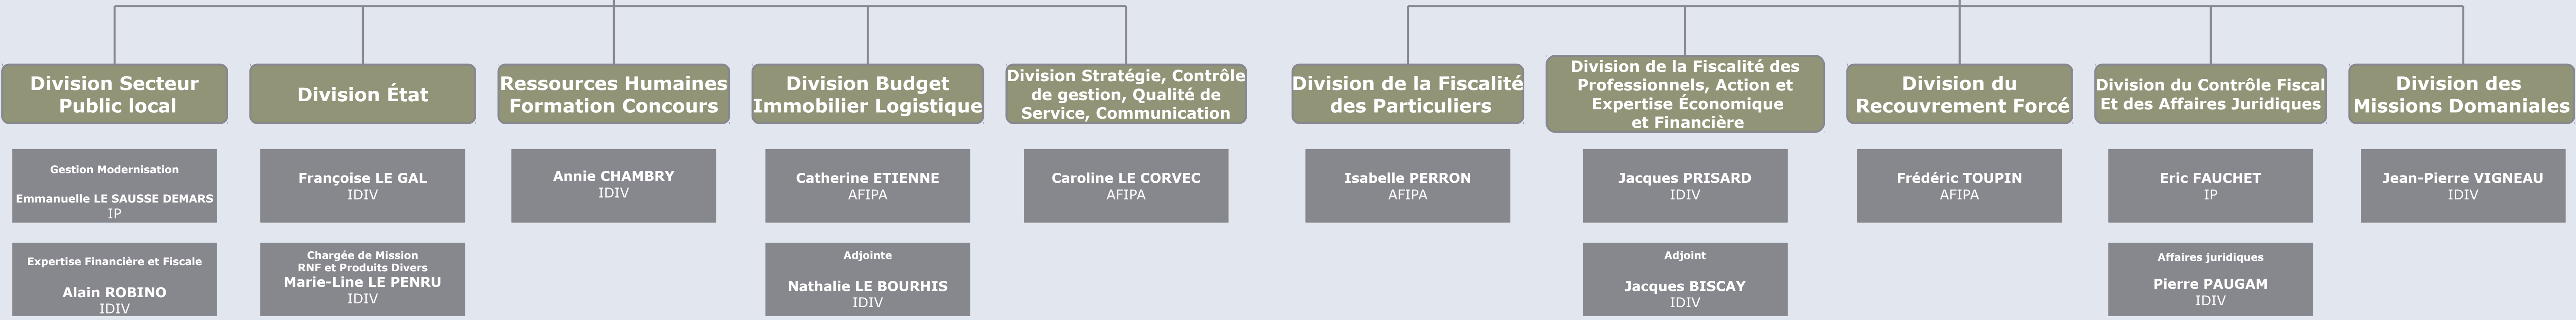 Division Secteur
Public local
Division État
Ressources Humaines
Formation Concours
Division Budget
Immobilier Logistique
Division Stratégie, Contrôle
de gestion, Qualité de
Service, Communication
Division de la Fiscalité
des Particuliers
Division de la Fiscalité des
Professionnels, Action et
Expertise Économique
et Financière
Division du
Recouvrement Forcé
Division du Contrôle Fiscal
Et des Affaires Juridiques
Division des
Missions Domaniales
Gestion Modernisation
Emmanuelle LE SAUSSE DEMARS
IP
Françoise LE GAL
IDIV
Annie CHAMBRY
IDIV
Catherine ETIENNE
AFIPA
Caroline LE CORVEC
AFIPA
Isabelle PERRON
AFIPA
Jacques PRISARD
IDIV
Frédéric TOUPIN
AFIPA
Eric FAUCHET
IP
Jean-Pierre VIGNEAU
IDIV
Expertise Financière et Fiscale
Alain ROBINO
IDIV
Chargée de Mission
RNF et Produits Divers
Marie-Line LE PENRU
IDIV
Adjointe
Nathalie LE BOURHIS
IDIV
Adjoint
Jacques BISCAY
IDIV
Affaires juridiques
Pierre PAUGAM
IDIV